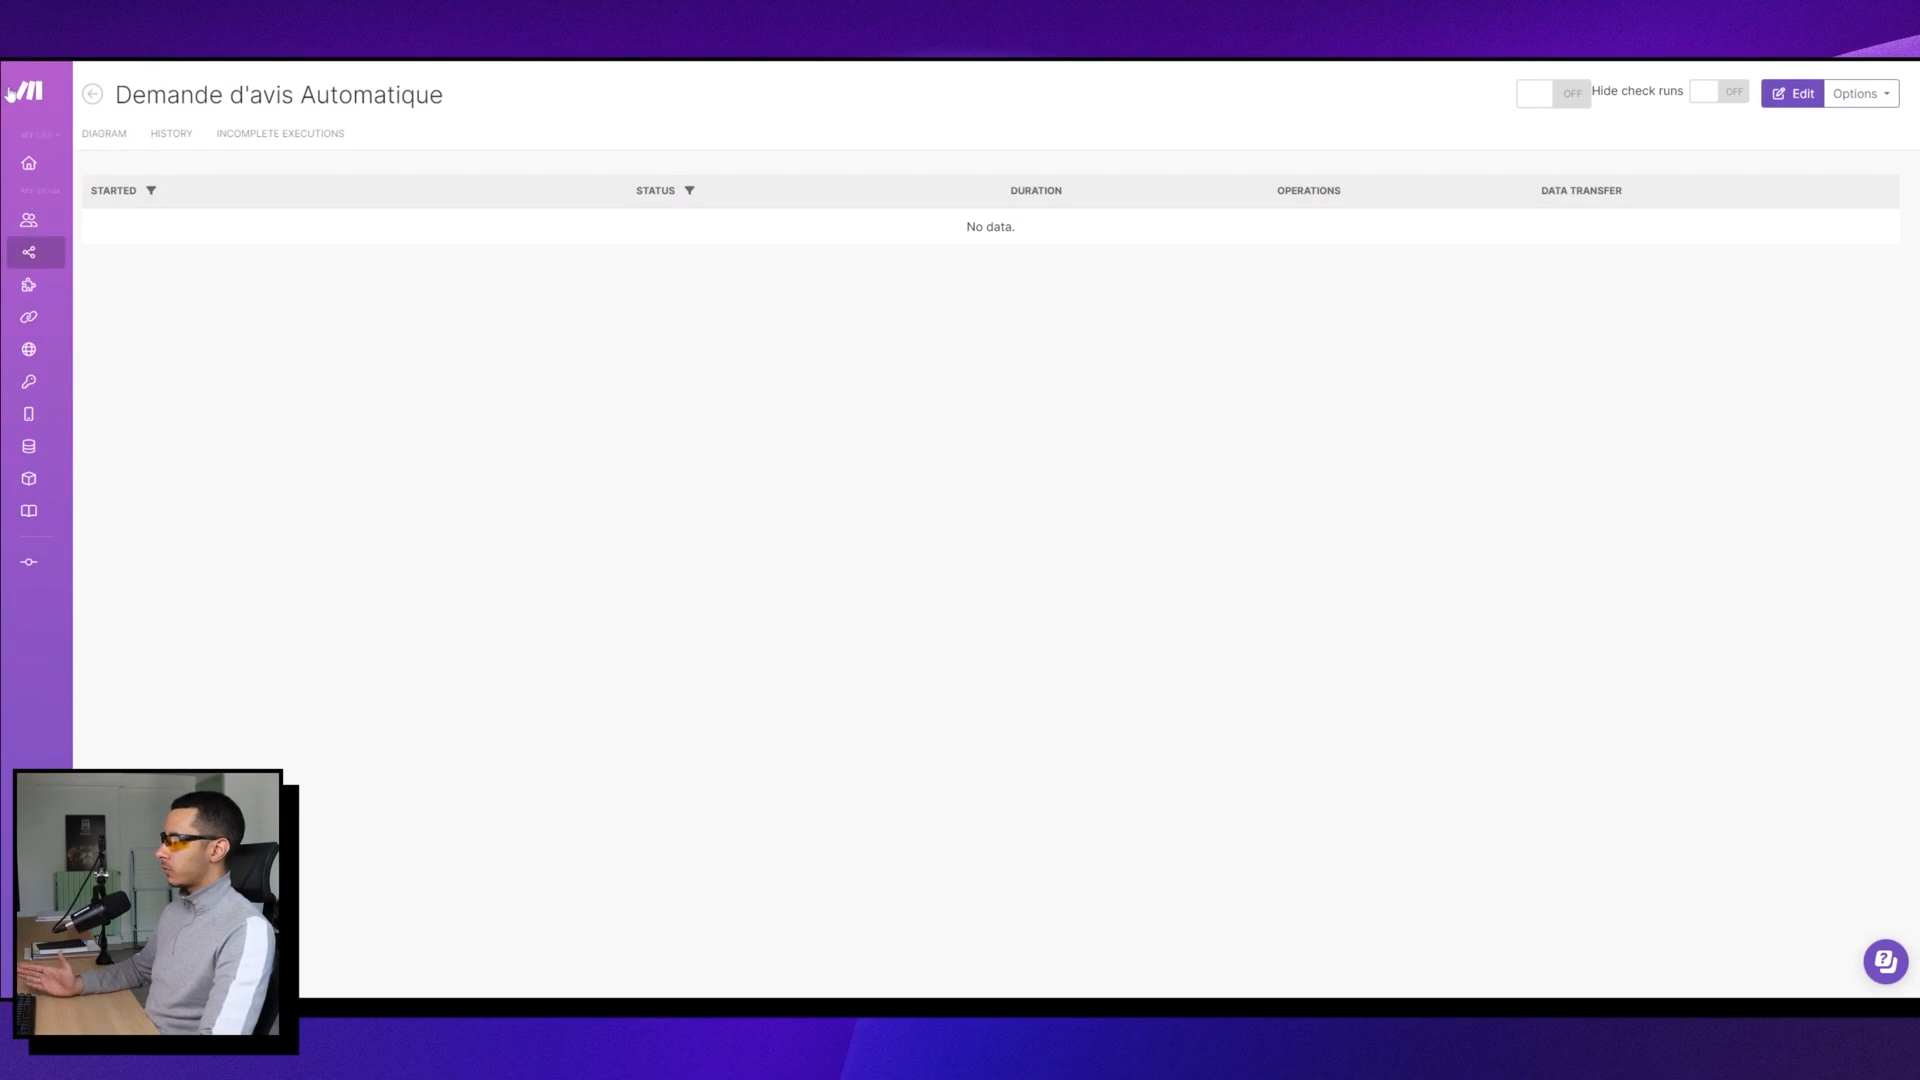 Demande d'avis Automatique
OFF
Hide check runs
OFF
Edit
Options
DIAGRAM
HISTORY
INCOMPLETE EXECUTIONS
STARTED
STATUS
DURATION
OPERATIONS
DATA TRANSFER
No data.